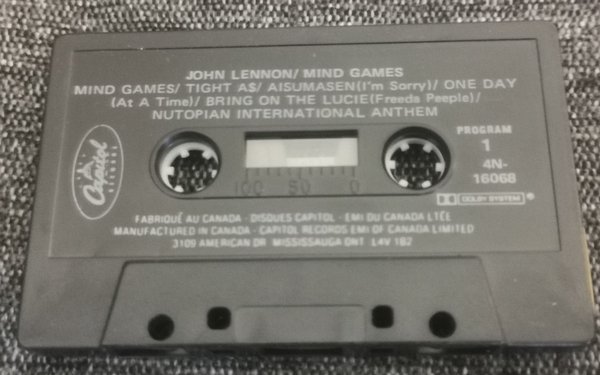 JOHN LENNON/ MIND GAMES
MIND GAMES/ TIGHT A$/ AISUMASEN(I'm Sorry)/ ONE DAY
(At A Time)/ BRING ON THE LUCIE(Freeda Peeple)/
NUTOPIAN INTERNATIONAL ANTHEM
PROGRAM
1
4N-
16068
Capitol
RECORDS
100 50 0
DOLBY SYSTEM
FABRIQUÉ AU CANADA · DISQUES CAPITOL - EMI DU CANADA LTÉE
MANUFACTURED IN CANADA · CAPITOL RECORDS EMI OF CANADA LIMITED
3109 AMERICAN DR MISSISSAUGA ONT L4V 1B2